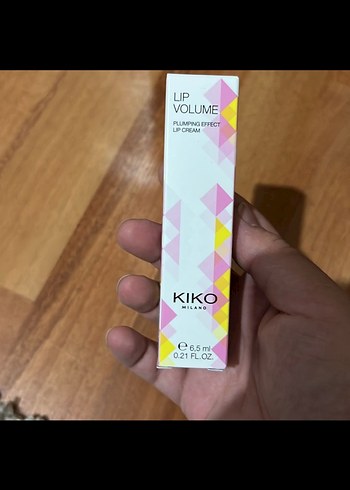 LIP
VOLUME
PLUMPING EFFECT
LIP CREAM
KIKO
MILANO
℮ 6,5 ml
0.21 FL.OZ.